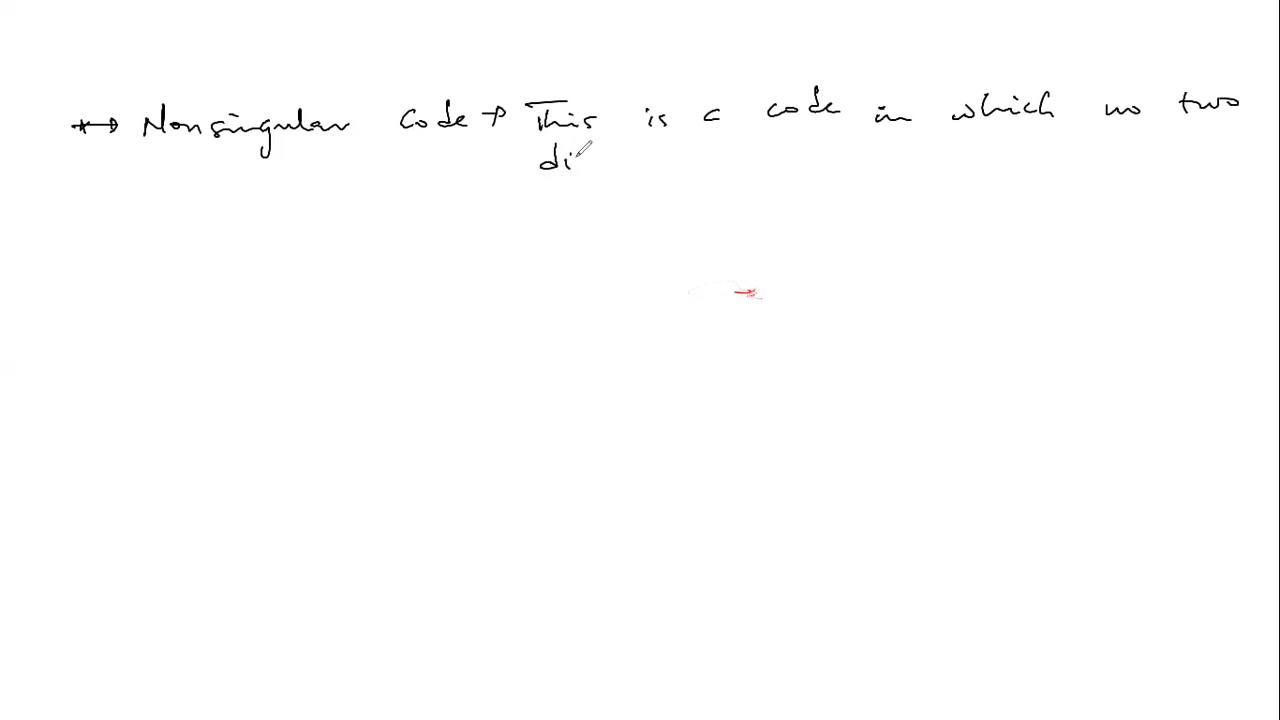 Nonsingular code → This is a code in which no two
di